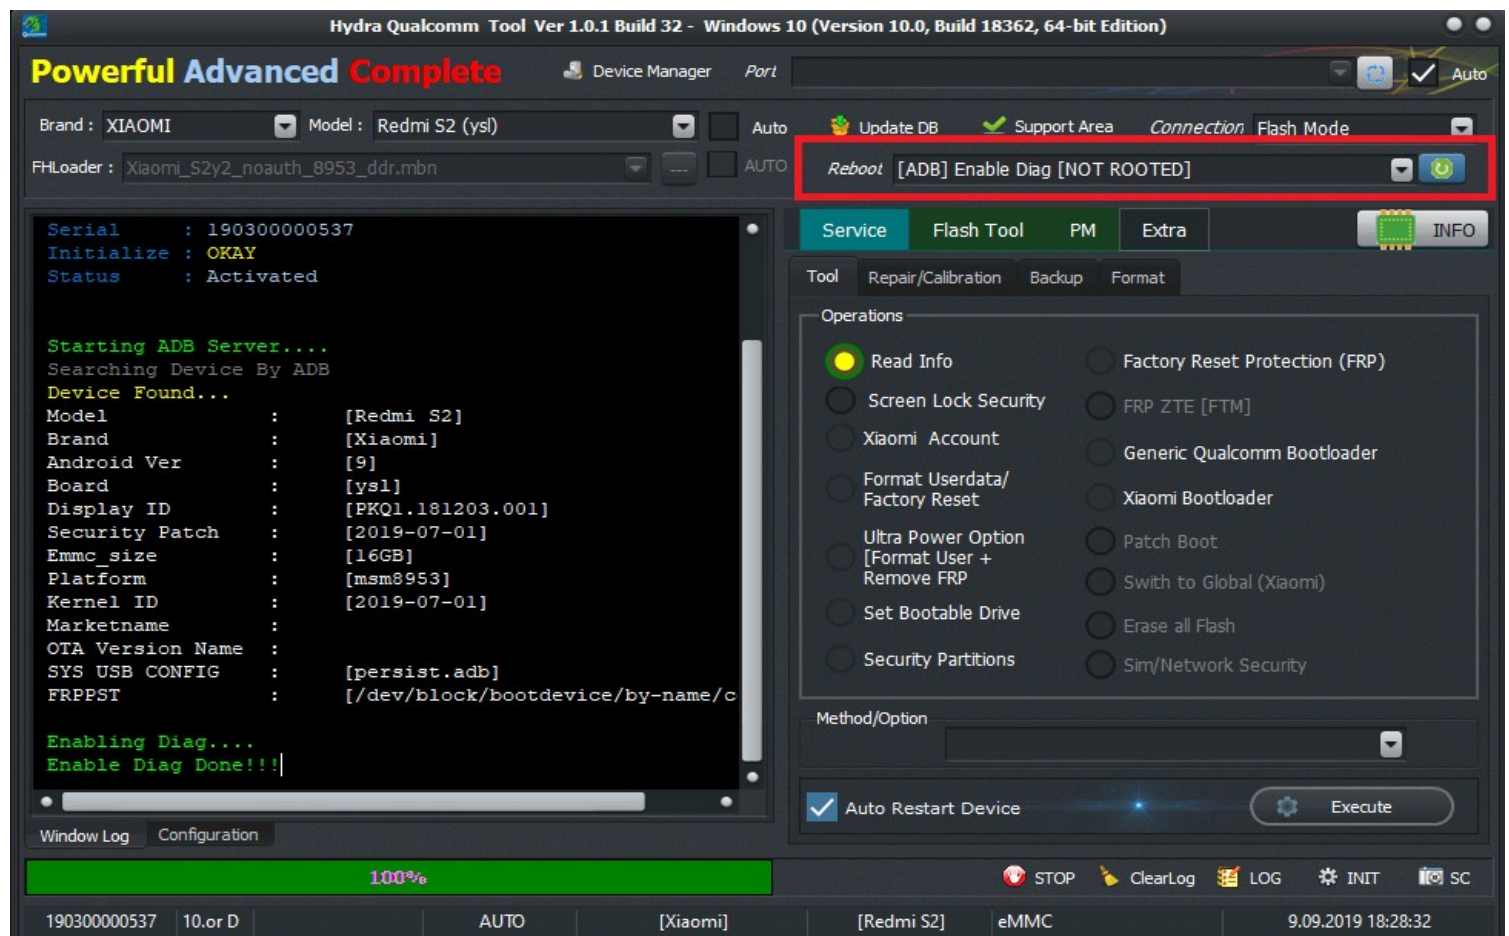 Hydra Qualcomm Tool Ver 1.0.1 Build 32 - Windows 10 (Version 10.0, Build 18362, 64-bit Edition)
Powerful Advanced Complete
Device Manager
Port
Auto
Brand : XIAOMI
Model : Redmi S2 (ysl)
Auto
Update DB
Support Area
Connection Flash Mode
FHLoader : Xiaomi_S2y2_noauth_8953_ddr.mbn
...
AUTO
Reboot [ADB] Enable Diag [NOT ROOTED]
Serial : 190300000537
Initialize : OKAY
Status : Activated
Starting ADB Server....
Searching Device By ADB
Device Found...
Model : [Redmi S2]
Brand : [Xiaomi]
Android Ver : [9]
Board : [ysl]
Display ID : [PKQ1.181203.001]
Security Patch : [2019-07-01]
Emmc_size : [16GB]
Platform : [msm8953]
Kernel ID : [2019-07-01]
Marketname :
OTA Version Name :
SYS USB CONFIG : [persist.adb]
FRPPST : [/dev/block/bootdevice/by-name/c
Enabling Diag....
Enable Diag Done!!!
Window Log
Configuration
Service
Flash Tool
PM
Extra
INFO
Tool
Repair/Calibration
Backup
Format
Operations
Read Info
Screen Lock Security
Xiaomi Account
Format Userdata/
Factory Reset
Ultra Power Option
[Format User +
Remove FRP
Set Bootable Drive
Security Partitions
Factory Reset Protection (FRP)
FRP ZTE [FTM]
Generic Qualcomm Bootloader
Xiaomi Bootloader
Patch Boot
Swith to Global (Xiaomi)
Erase all Flash
Sim/Network Security
Method/Option
Auto Restart Device
Execute
100%
STOP
ClearLog
LOG
INIT
SC
190300000537
10.or D
AUTO
[Xiaomi]
[Redmi S2]
eMMC
9.09.2019 18:28:32